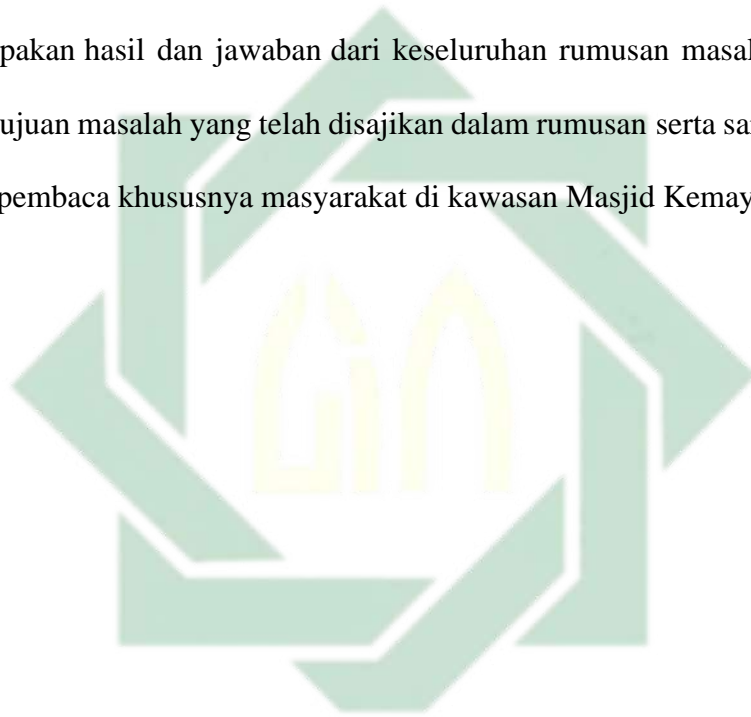 pakan hasil dan jawaban dari keseluruhan rumusan masal
ujuan masalah yang telah disajikan dalam rumusan serta sa
pembaca khususnya masyarakat di kawasan Masjid Kemay